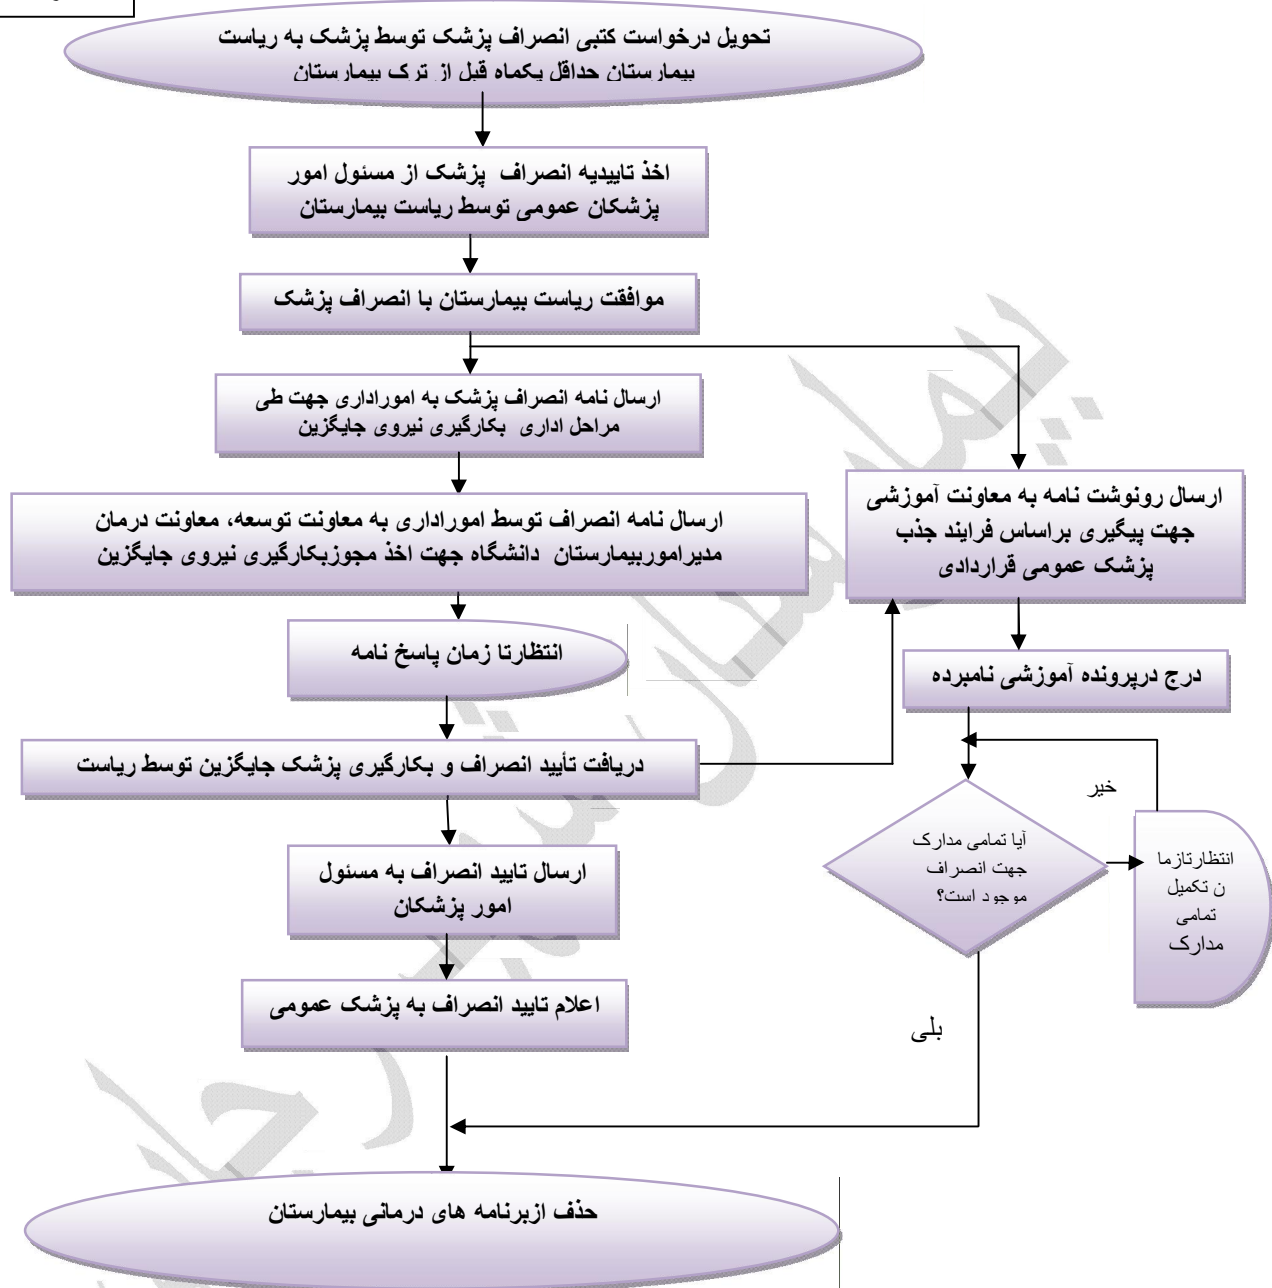 تحویل درخواست کتبی انصراف پزشک توسط پزشک به ریاست
بیمارستان حداقل یکماه قبل از ترک بیمارستان
اخذ تاییدیه انصراف پزشک از مسئول امور
پزشکان عمومی توسط ریاست بیمارستان
موافقت ریاست بیمارستان با انصراف پزشک
ارسال نامه انصراف پزشک به اموراداری جهت طی
مراحل اداری بکارگیری نیروی جایگزین
ارسال نامه انصراف توسط اموراداری به معاونت توسعه، معاونت درمان
مدیراموربیمارستان دانشگاه جهت اخذ مجوزبکارگیری نیروی جایگزین
ارسال رونوشت نامه به معاونت آموزشی
جهت پیگیری براساس فرایند جذب
پزشک عمومی قراردادی
انتظارتا زمان پاسخ نامه
درج درپرونده آموزشی نامبرده
دریافت تأیید انصراف و بکارگیری پزشک جایگزین توسط ریاست
خیر
آیا تمامی مدارک
جهت انصراف
موجود است؟
انتظارتازما
ن تکمیل
تمامی
مدارک
ارسال تایید انصراف به مسئول
امور پزشکان
اعلام تایید انصراف به پزشک عمومی
بلی
حذف ازبرنامه های درمانی بیمارستان